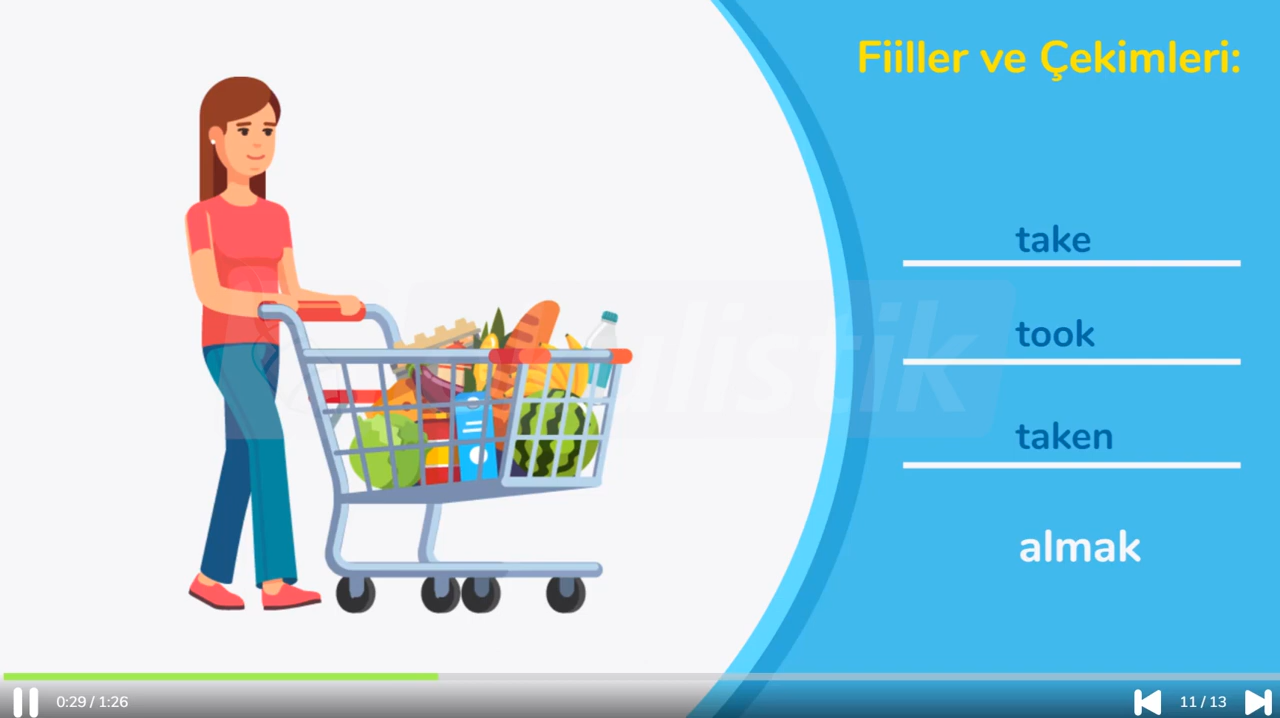 Fiiller ve Çekimleri:
take
took
taken
almak
0:29 / 1:26
11 / 13